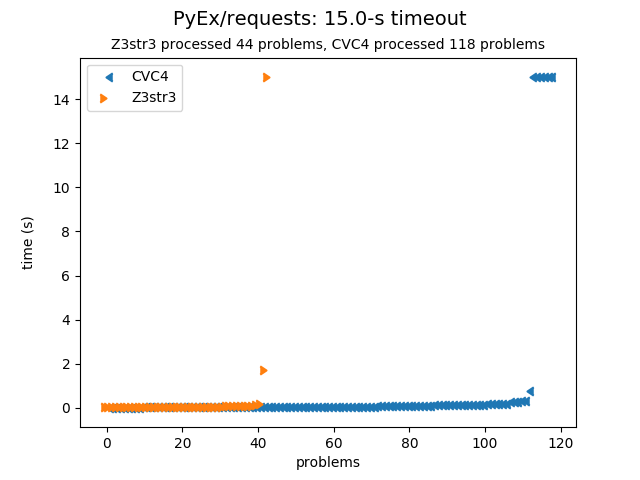 PyEx/requests: 15.0-s timeout
Z3str3 processed 44 problems, CVC4 processed 118 problems
CVC4
Z3str3
14
12
10
8
6
4
2
0
time (s)
0 20 40 60 80 100 120
problems